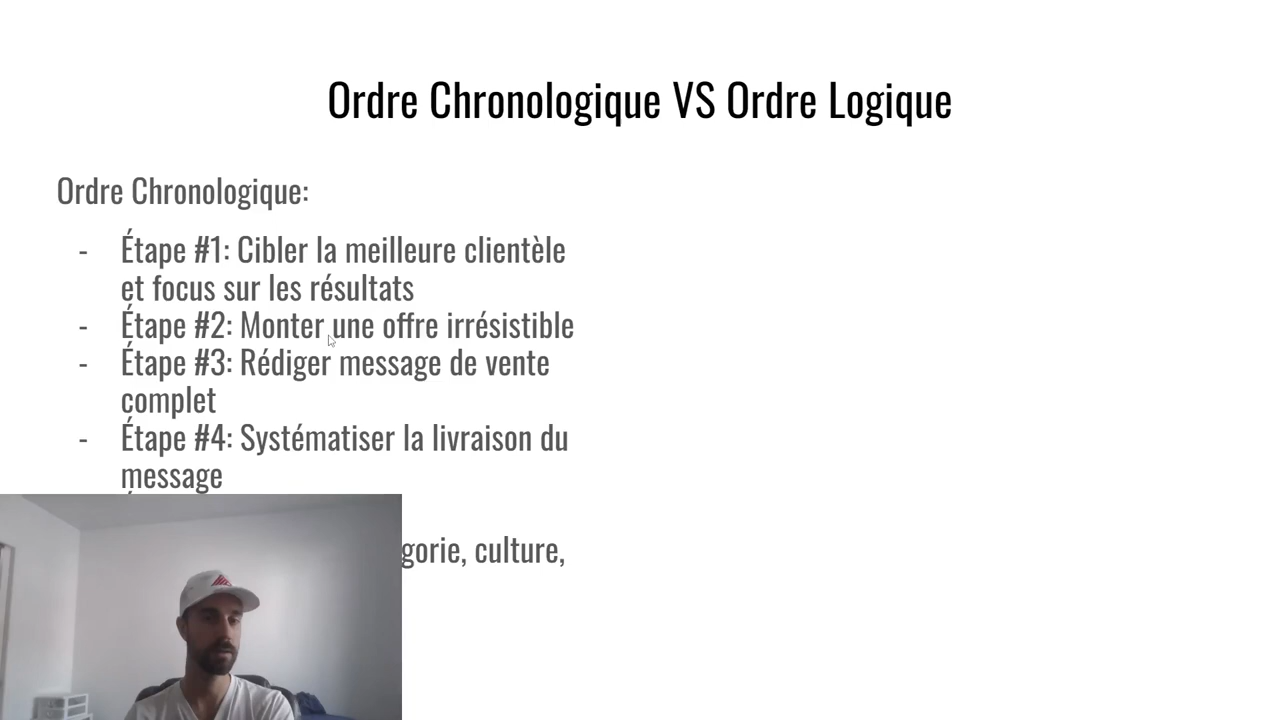 Ordre Chronologique VS Ordre Logique
Ordre Chronologique:
- Étape #1: Cibler la meilleure clientèle
et focus sur les résultats
- Étape #2: Monter une offre irrésistible
- Étape #3: Rédiger message de vente
complet
- Étape #4: Systématiser la livraison du
message
culture,